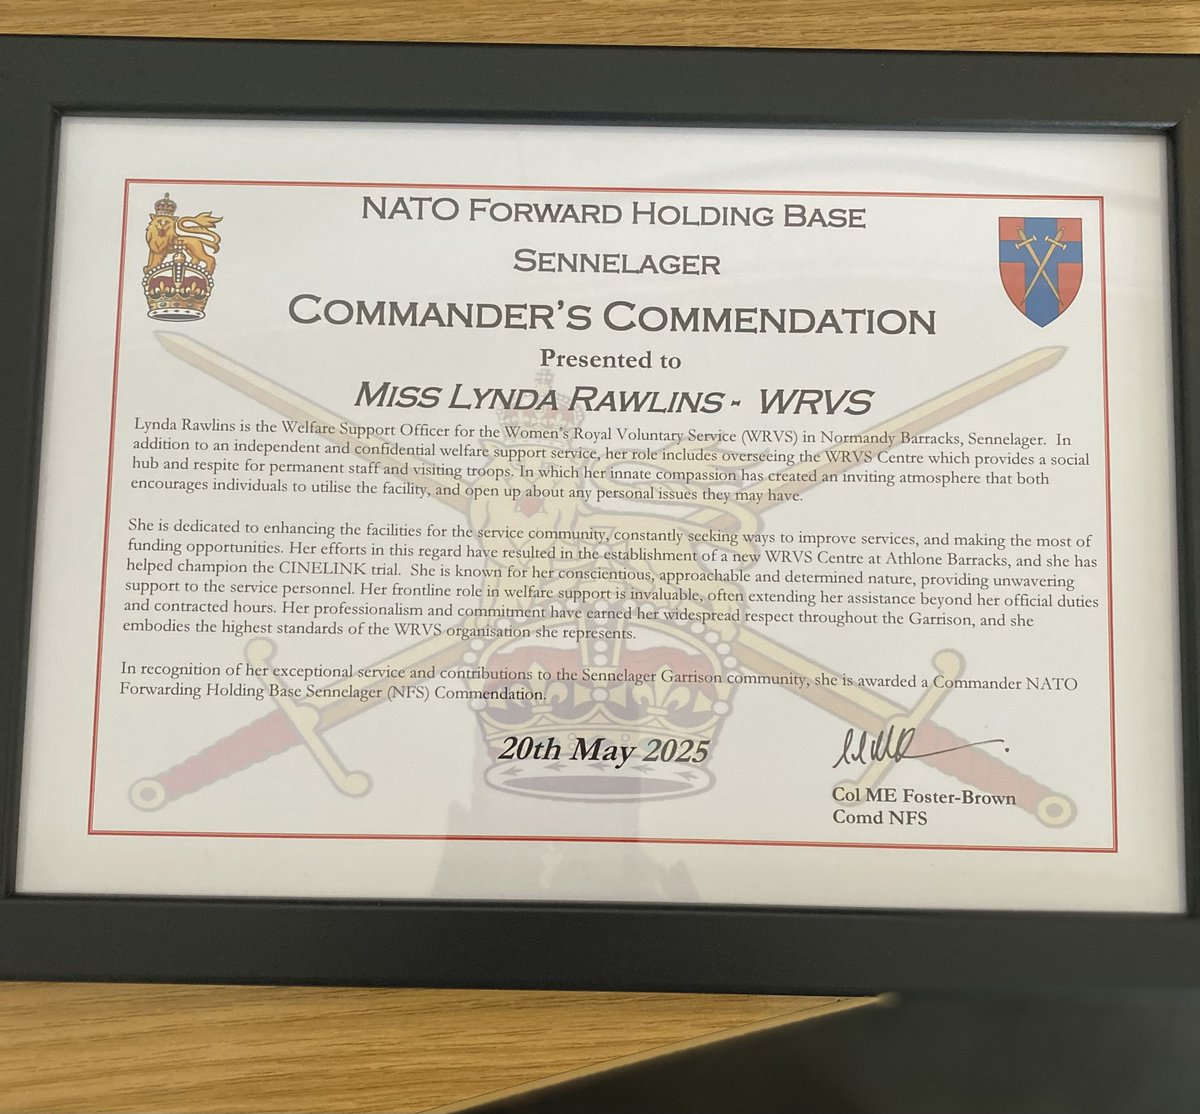 NATO Forward Holding Base
Sennelager
Commander's Commendation
Presented to
Miss Lynda Rawlins - WRVS
Lynda Rawlins is the Welfare Support Officer for the Women's Royal Voluntary Service (WRVS) in Normandy Barracks, Sennelager.  In
addition to an independent and confidential welfare support service, her role includes overseeing the WRVS Centre which provides a social
hub and respite for permanent staff and visiting troops. In which her innate compassion has created an inviting atmosphere that both
encourages individuals to utilise the facility, and open up about any personal issues they may have.
She is dedicated to enhancing the facilities for the service community, constantly seeking ways to improve services, and making the most of
funding opportunities. Her efforts in this regard have resulted in the establishment of a new WRVS Centre at Athlone Barracks, and she has
helped champion the CINELINK trial.  She is known for her conscientious, approachable and determined nature, providing unwavering
support to the service personnel. Her frontline role in welfare support is invaluable, often extending her assistance beyond her official duties
and contracted hours. Her professionalism and commitment have earned her widespread respect throughout the Garrison, and she
embodies the highest standards of the WRVS organisation she represents.
In recognition of her exceptional service and contributions to the Sennelager Garrison community, she is awarded a Commander NATO
Forwarding Holding Base Sennelager (NFS) Commendation.
20th May 2025
Col ME Foster-Brown
Comd NFS